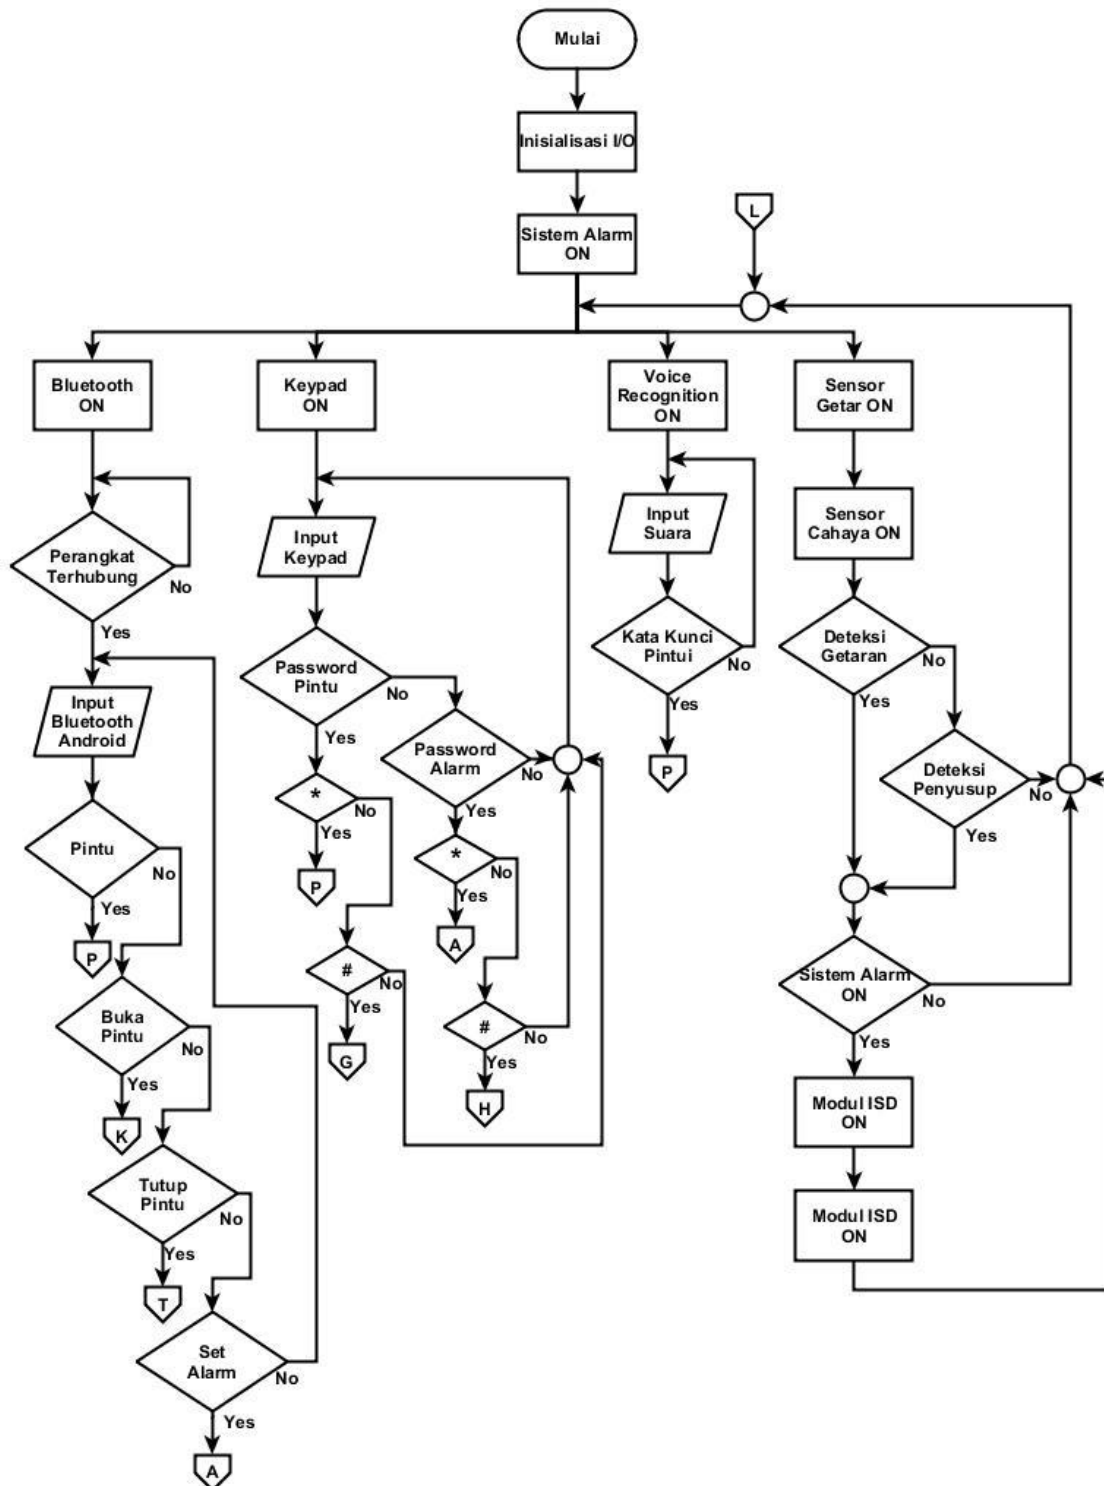 Mulai
Inisialisasi I/O
Sistem Alarm
ON
L
Bluetooth
ON
Perangkat
Terhubung
No
Yes
Input
Bluetooth
Android
Pintu
No
Yes
P
Buka
Pintu
No
Yes
K
Tutup
Pintu
No
Yes
T
Set
Alarm
No
Yes
A
Keypad
ON
Input
Keypad
Password
Pintu
No
Yes
*
No
Yes
P
#
No
Yes
G
Password
Alarm
No
Yes
*
No
Yes
A
#
No
Yes
H
Voice
Recognition
ON
Input
Suara
Kata Kunci
Pintui
No
Yes
P
Sensor
Getar ON
Sensor
Cahaya ON
Deteksi
Getaran
No
Yes
Deteksi
Penyusup
No
Yes
Sistem Alarm
ON
No
Yes
Modul ISD
ON
Modul ISD
ON